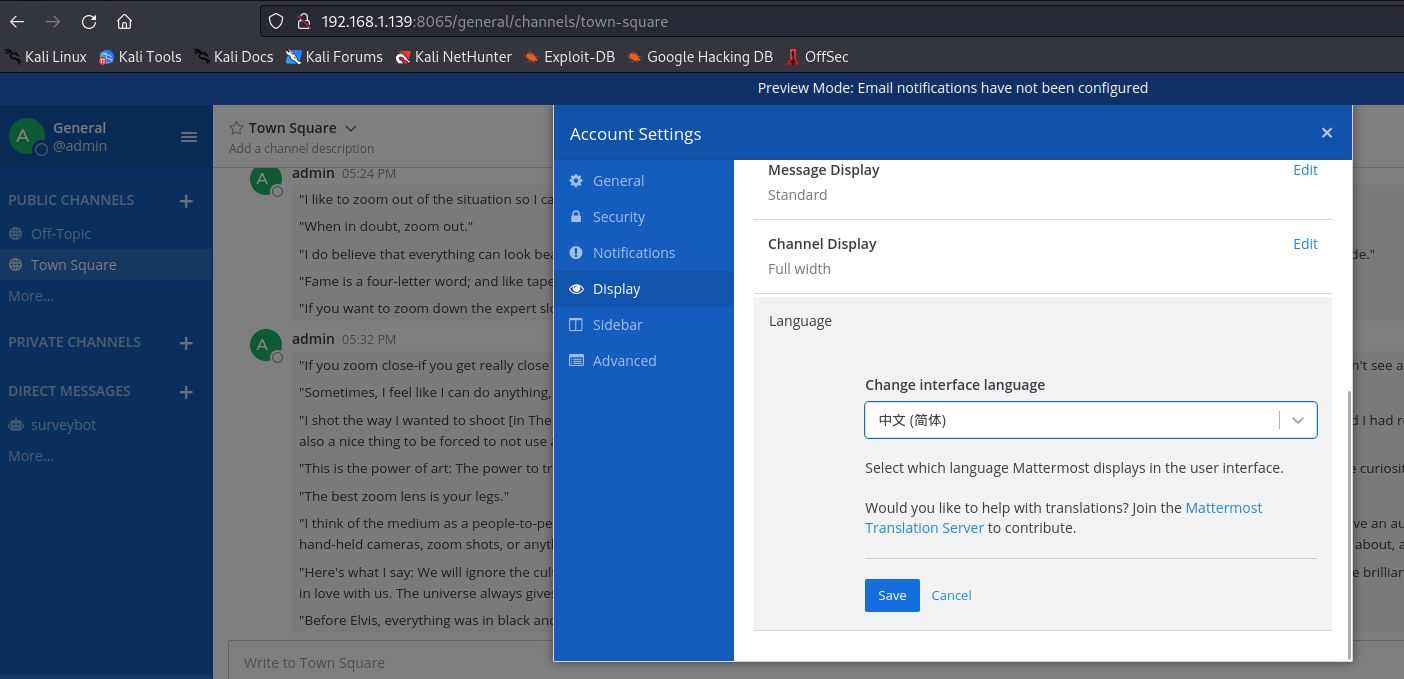 192.168.1.139:8065/general/channels/town-square
Kali Linux Kali Tools Kali Docs Kali Forums Kali NetHunter Exploit-DB Google Hacking DB OffSec
Preview Mode: Email notifications have not been configured
A General
@admin
PUBLIC CHANNELS +
Off-Topic
Town Square
More...
PRIVATE CHANNELS +
DIRECT MESSAGES +
surveybot
More...
Town Square
Add a channel description
A admin 05:24 PM
"I like to zoom out of the situation so I ca
"When in doubt, zoom out."
"I do believe that everything can look bea
de."
"Fame is a four-letter word; and like tape
"If you want to zoom down the expert slo
A admin 05:32 PM
"If you zoom close-if you get really close
n't see a
"Sometimes, I feel like I can do anything,
"I shot the way I wanted to shoot [in The
d I had re
also a nice thing to be forced to not use a
"This is the power of art: The power to tr
e curiosit
"The best zoom lens is your legs."
"I think of the medium as a people-to-pe
ve an au
hand-held cameras, zoom shots, or anyt
about, a
"Here's what I say: We will ignore the cul
e brillian
in love with us. The universe always gives
"Before Elvis, everything was in black and
Write to Town Square
Account Settings ×
General
Security
Notifications
Display
Sidebar
Advanced
Message Display Edit
Standard
Channel Display Edit
Full width
Language
Change interface language
中文 (简体)
Select which language Mattermost displays in the user interface.
Would you like to help with translations? Join the Mattermost
Translation Server to contribute.
Save Cancel